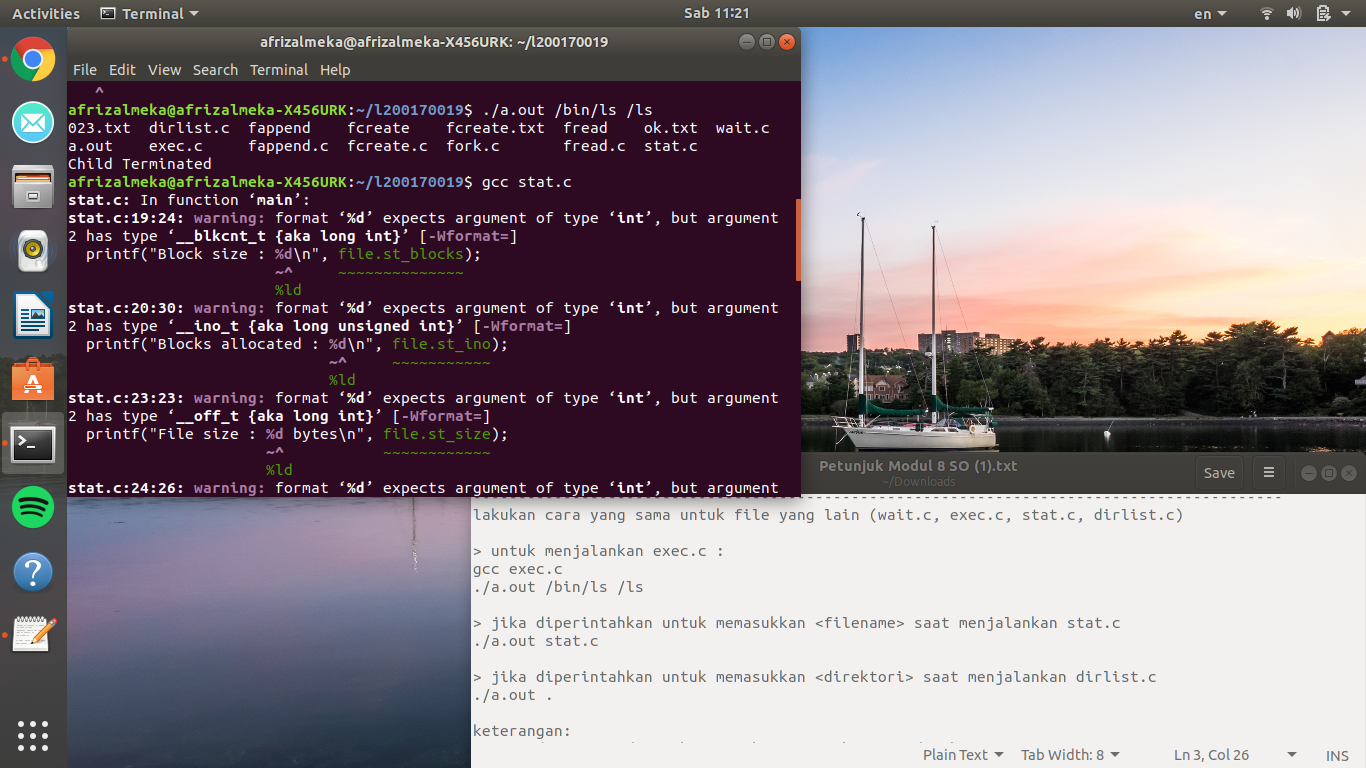 Activities Terminal Sab 11:21 en
afrizalmeka@afrizalmeka-X456URK: ~/l200170019
File Edit View Search Terminal Help
^
afrizalmeka@afrizalmeka-X456URK:~/l200170019$ ./a.out /bin/ls /ls
023.txt dirlist.c fappend fcreate fcreate.txt fread ok.txt wait.c
a.out exec.c fappend.c fcreate.c fork.c fread.c stat.c
Child Terminated
afrizalmeka@afrizalmeka-X456URK:~/l200170019$ gcc stat.c
stat.c: In function ‘main’:
stat.c:19:24: warning: format ‘%d’ expects argument of type ‘int’, but argument
2 has type ‘__blkcnt_t {aka long int}’ [-Wformat=]
printf("Block size : %d\n", file.st_blocks);
~^ ~~~~~~~~~~~~~~
%ld
stat.c:20:30: warning: format ‘%d’ expects argument of type ‘int’, but argument
2 has type ‘__ino_t {aka long unsigned int}’ [-Wformat=]
printf("Blocks allocated : %d\n", file.st_ino);
~^ ~~~~~~~~~~~
%ld
stat.c:23:23: warning: format ‘%d’ expects argument of type ‘int’, but argument
2 has type ‘__off_t {aka long int}’ [-Wformat=]
printf("File size : %d bytes\n", file.st_size);
~^ ~~~~~~~~~~~~
%ld
stat.c:24:26: warning: format ‘%d’ expects argument of type ‘int’, but argument
Petunjuk Modul 8 SO (1).txt
~/Downloads
Save
lakukan cara yang sama untuk file yang lain (wait.c, exec.c, stat.c, dirlist.c)
> untuk menjalankan exec.c :
gcc exec.c
./a.out /bin/ls /ls
> jika diperintahkan untuk memasukkan <filename> saat menjalankan stat.c
./a.out stat.c
> jika diperintahkan untuk memasukkan <direktori> saat menjalankan dirlist.c
./a.out .
keterangan:
Plain Text Tab Width: 8 Ln 3, Col 26 INS